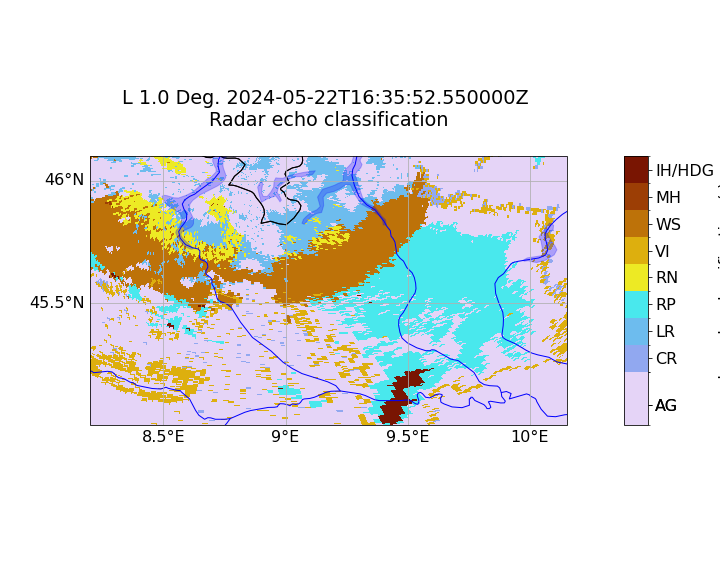 L 1.0 Deg. 2024-05-22T16:35:52.550000Z
Radar echo classification
46°N
45.5°N
8.5°E
9°E
9.5°E
10°E
IH/HDG
MH
WS
VI
RN
RP
LR
CR
AG